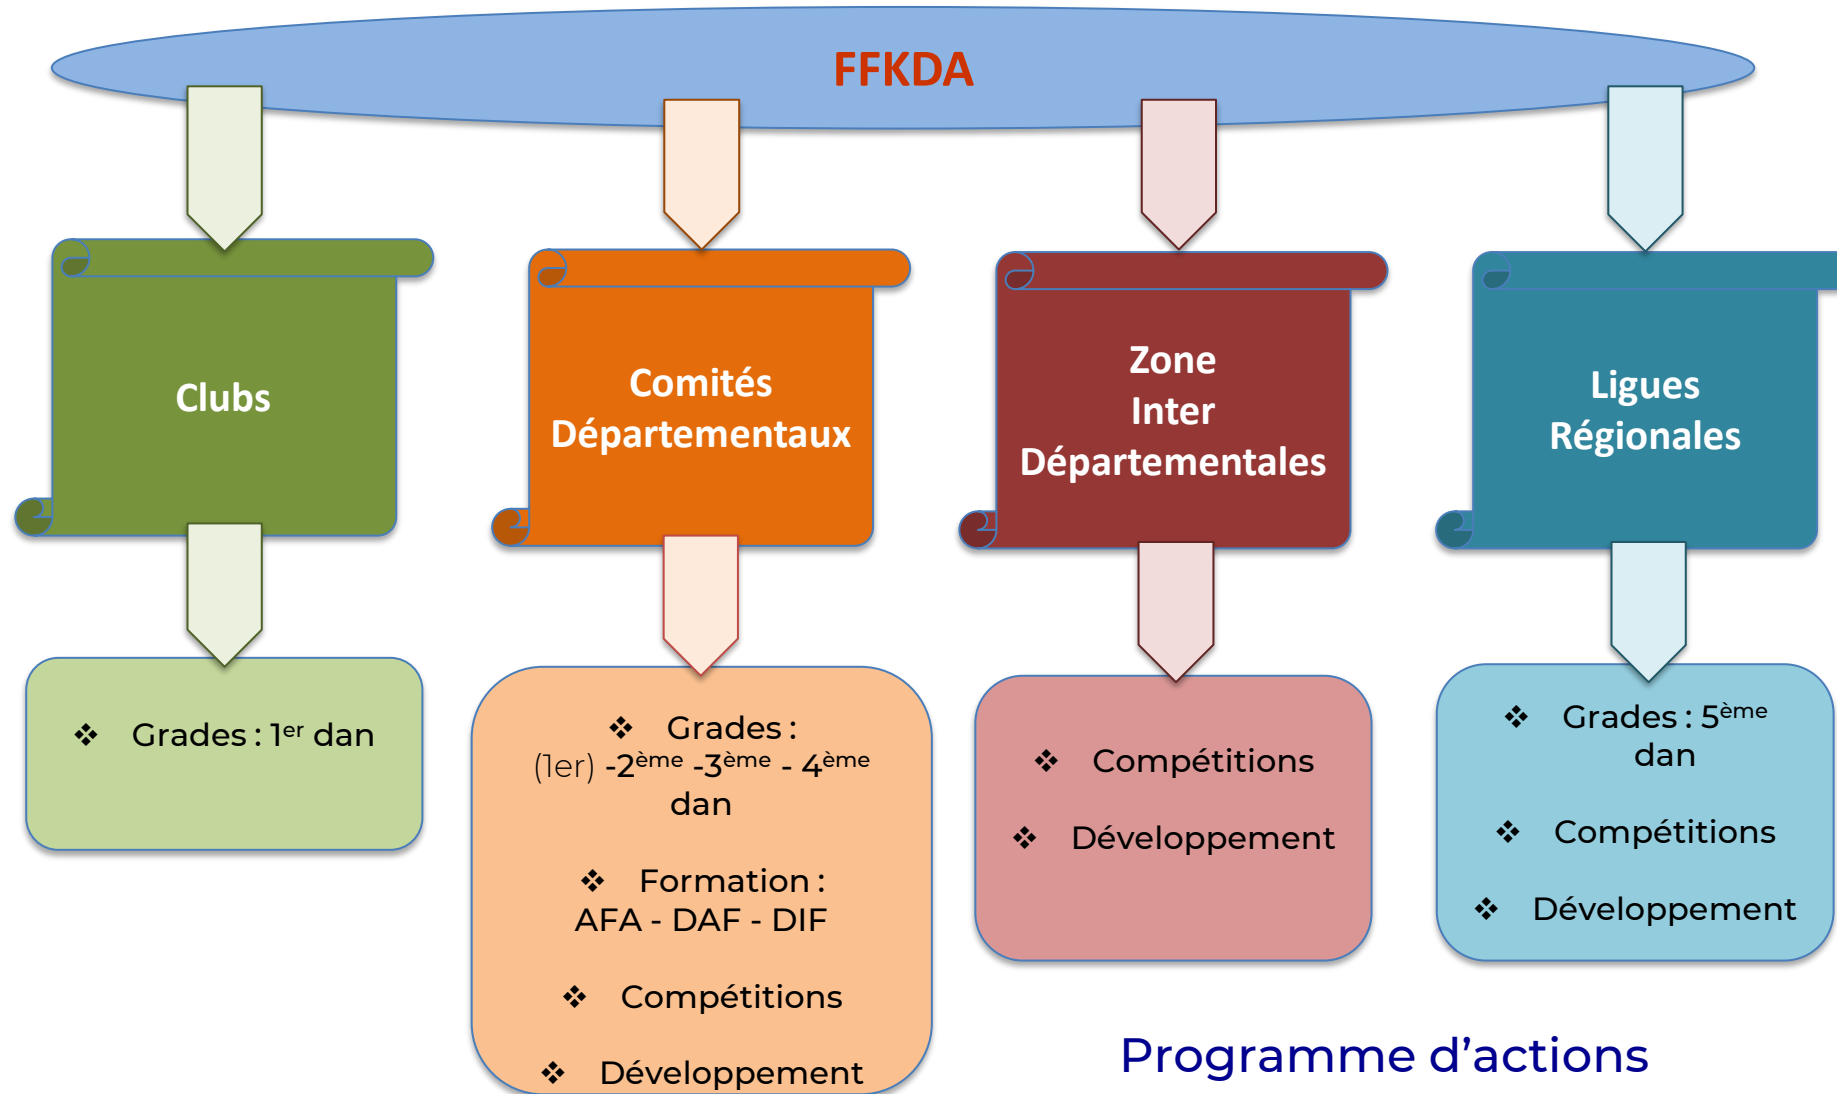 FFKDA
Clubs
Comités
Départementaux
Zone
Inter
Départementales
Ligues
Régionales
❖ Grades : 1er dan
❖ Grades :
(1er) -2ème -3ème - 4ème
dan
❖ Formation :
AFA - DAF - DIF
❖ Compétitions
❖ Développement
❖ Compétitions
❖ Développement
❖ Grades : 5ème
dan
❖ Compétitions
❖ Développement
Programme d’actions